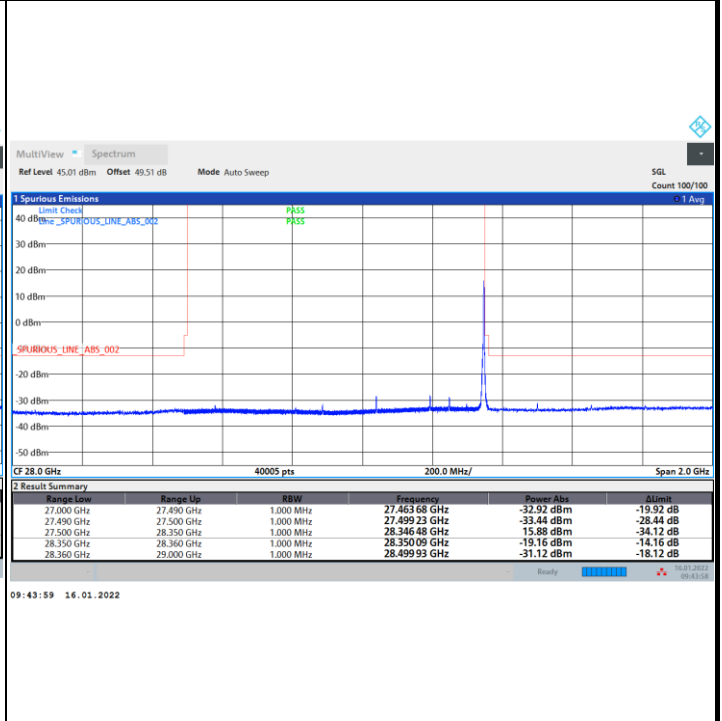 MultiView Spectrum
Ref Level 45.01 dBm Offset 49.51 dB Mode Auto Sweep SGL
Count 100/100
1 Spurious Emissions 1 Avg
Limit Check PASS
Line _SPURIOUS_LINE_ABS_002 PASS
40 dBm
30 dBm
20 dBm
10 dBm
0 dBm
_SPURIOUS_LINE_ABS_002
-20 dBm
-30 dBm
-40 dBm
-50 dBm
CF 28.0 GHz 40005 pts 200.0 MHz/ Span 2.0 GHz
2 Result Summary
Range Low Range Up RBW Frequency Power Abs ΔLimit
27.000 GHz 27.490 GHz 1.000 MHz 27.463 68 GHz -32.92 dBm -19.92 dB
27.490 GHz 27.500 GHz 1.000 MHz 27.499 23 GHz -33.44 dBm -28.44 dB
27.500 GHz 28.350 GHz 1.000 MHz 28.346 48 GHz 15.88 dBm -34.12 dB
28.350 GHz 28.360 GHz 1.000 MHz 28.350 09 GHz -19.16 dBm -14.16 dB
28.360 GHz 29.000 GHz 1.000 MHz 28.499 93 GHz -31.12 dBm -18.12 dB
Ready 16.01.2022
09:43:58
09:43:59 16.01.2022